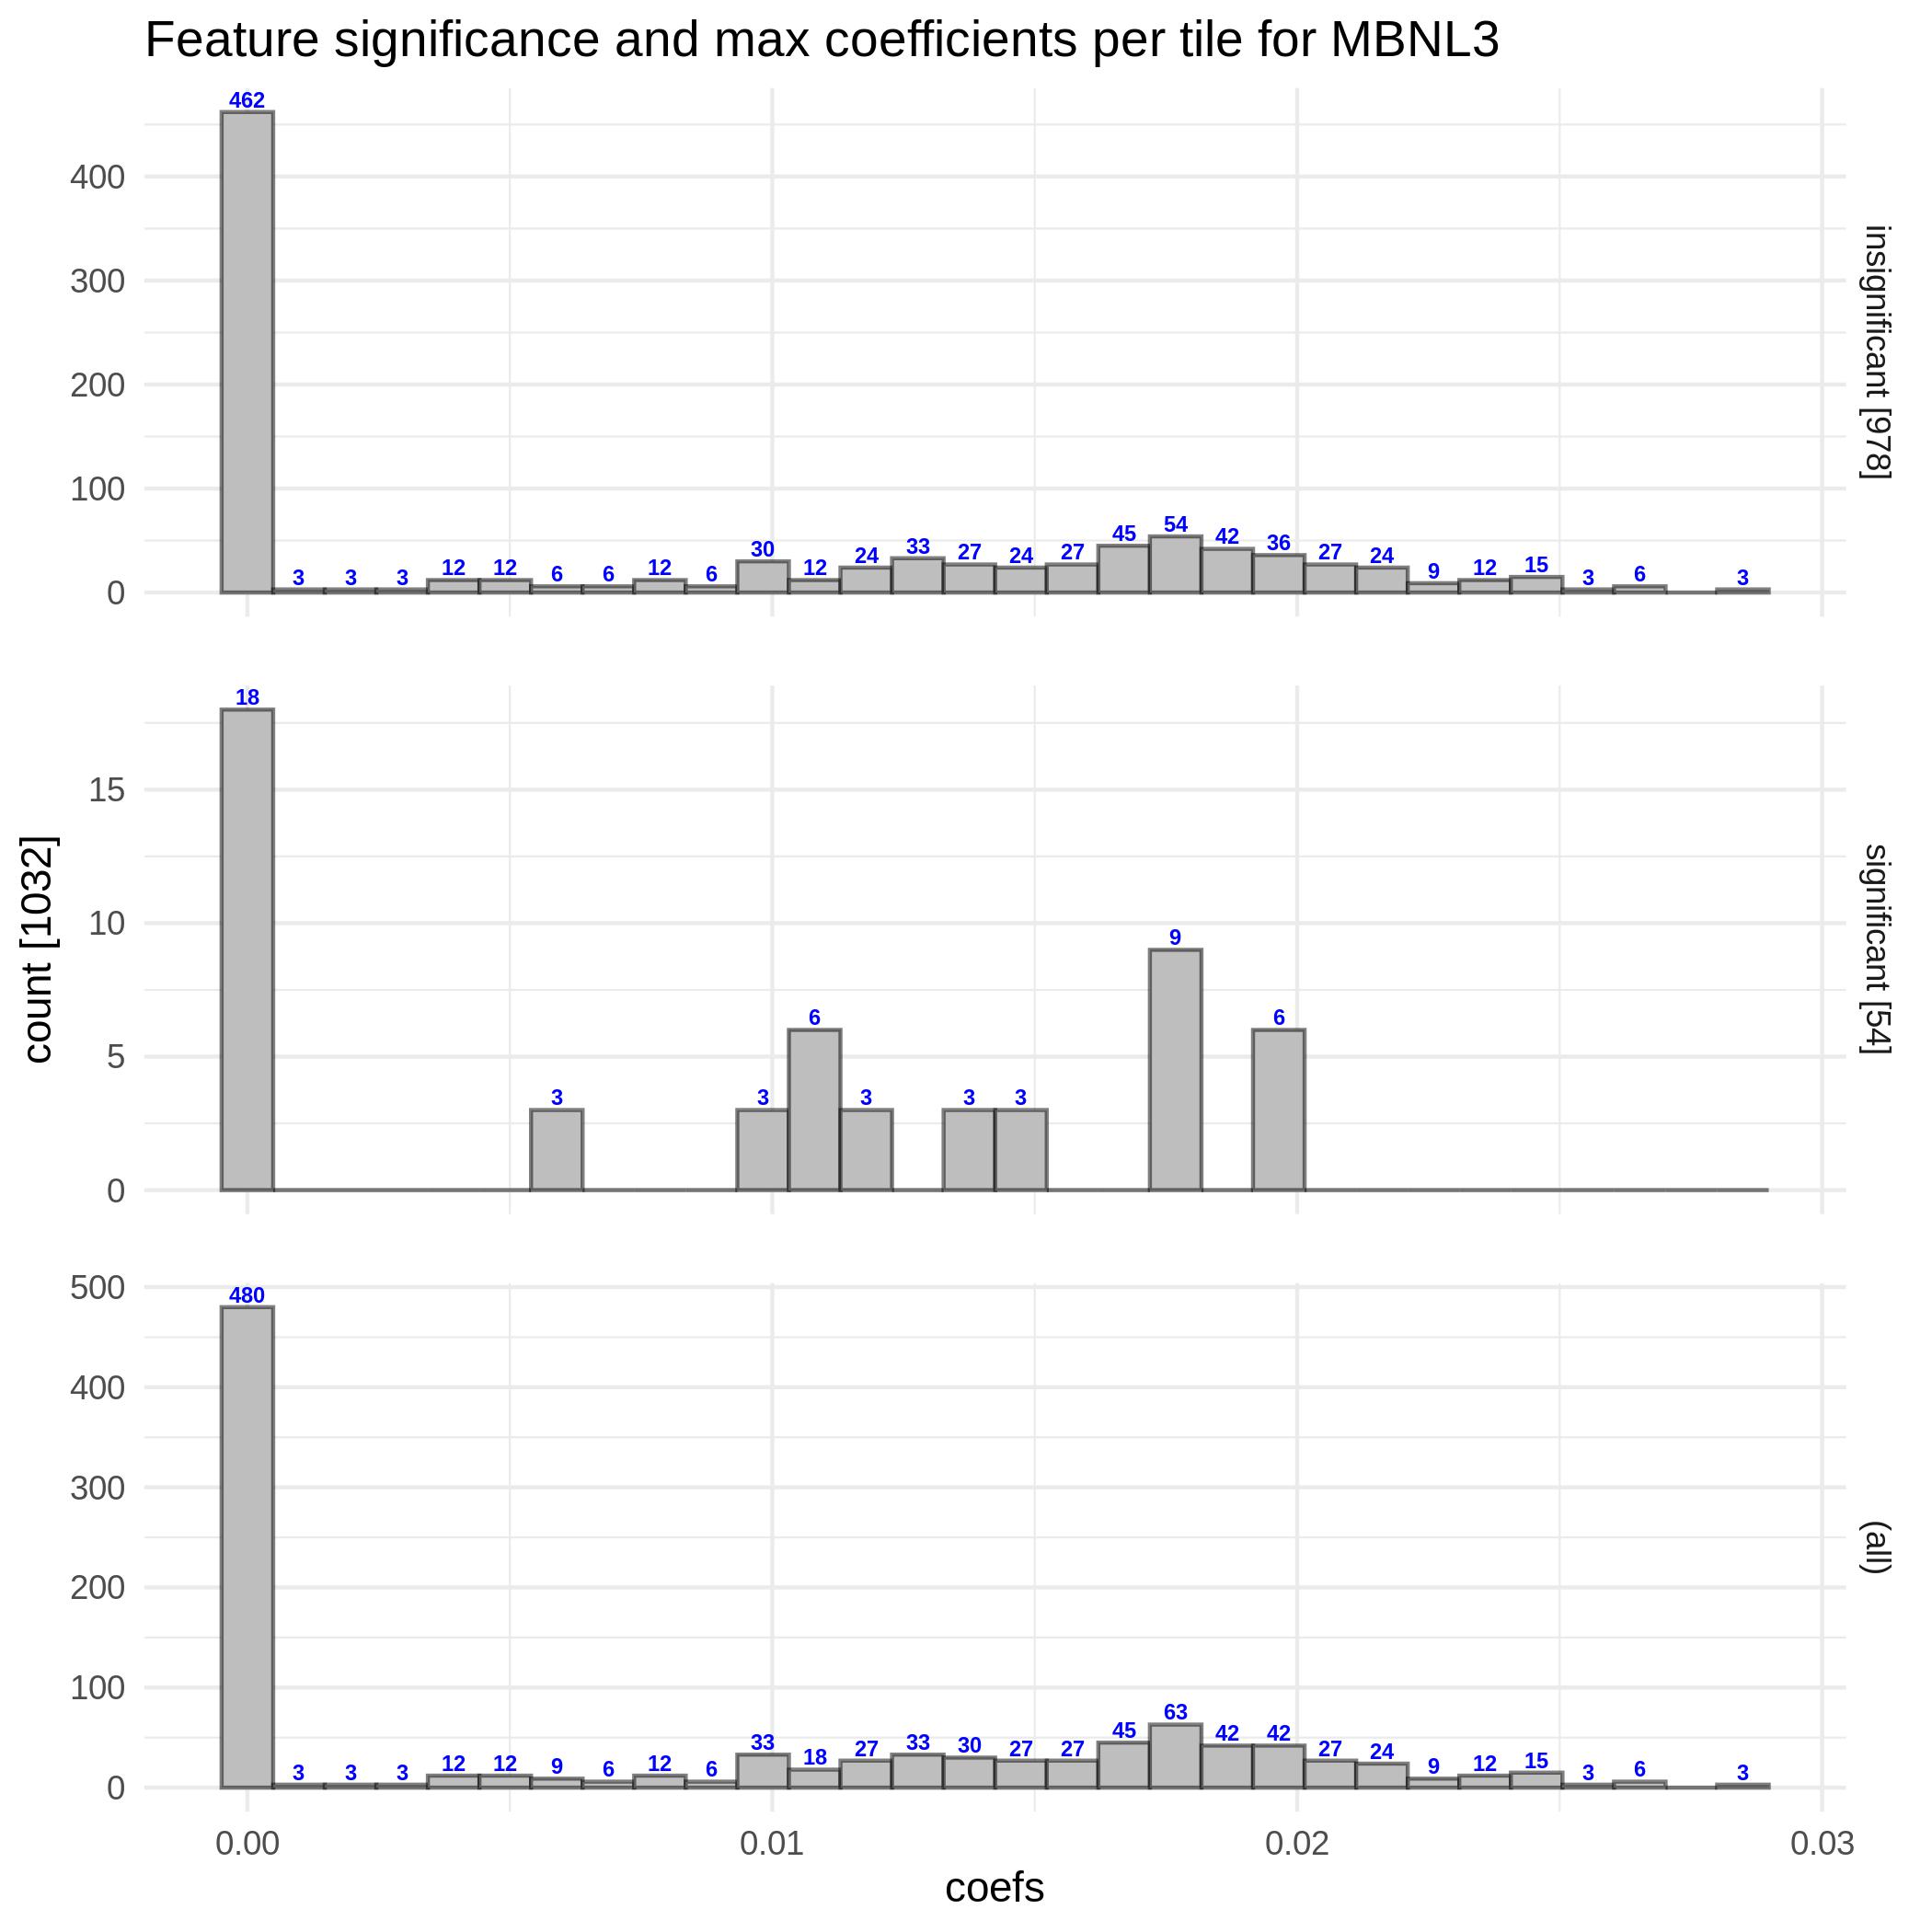 Feature significance and max coefficients per tile for MBNL3
462
400
300
200
100
0
3 3 3 12 12 6 6 12 6 30 12 24 33 27 24 27 45 54 42 36 27 24 9 12 15 3 6 3
insignificant [978]
18
15
10
5
0
3 3 6 3 3 3 9 6
significant [54]
count [1032]
500
480
400
300
200
100
0
3 3 3 12 12 9 6 12 6 33 18 27 33 30 27 27 45 63 42 42 27 24 9 12 15 3 6 3
(all)
0.00 0.01 0.02 0.03
coefs